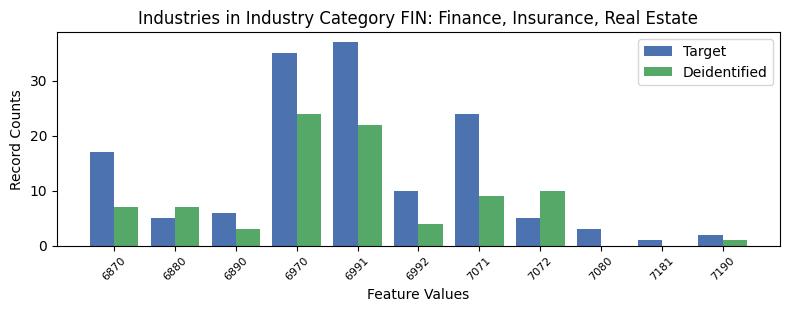 Industries in Industry Category FIN: Finance, Insurance, Real Estate
Target
Deidentified
Record Counts
30
20
10
0
6870 6880 6890 6970 6991 6992 7071 7072 7080 7181 7190
Feature Values